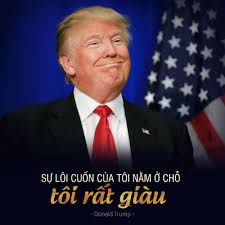 SỰ LÔI CUỐN CỦA TÔI NẰM Ở CHỖ
tôi rất giàu
- Donald Trump -